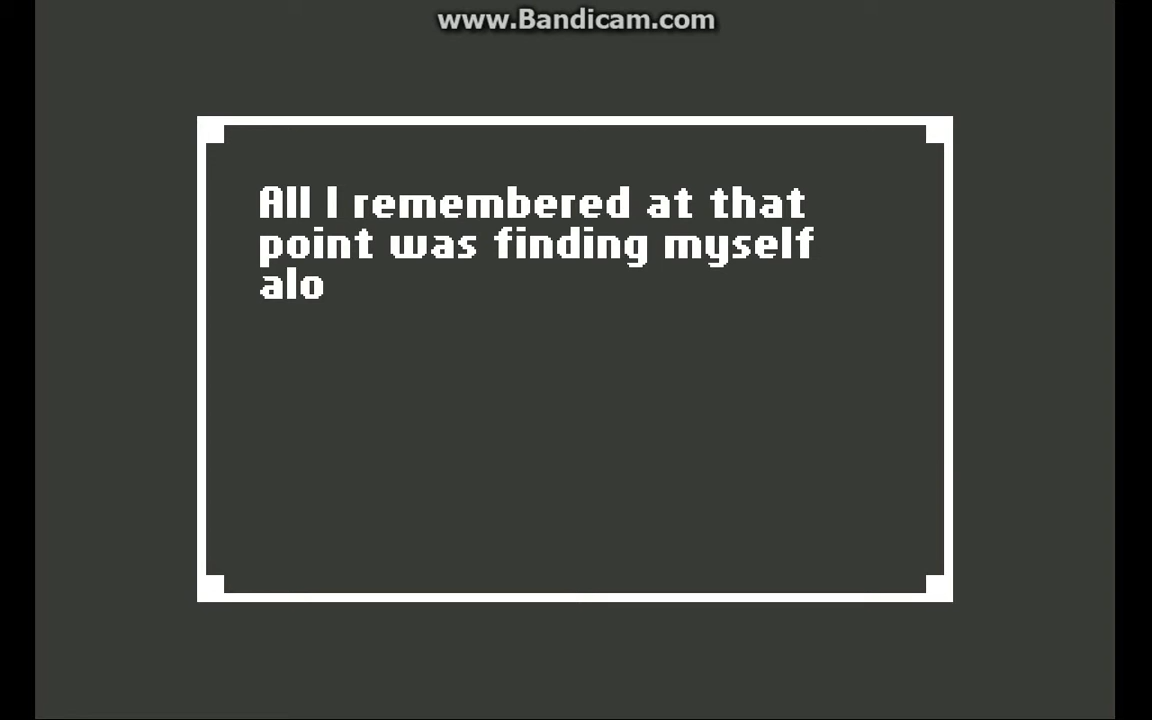 www.Bandicam.com
All I remembered at that
point was finding myself
alo